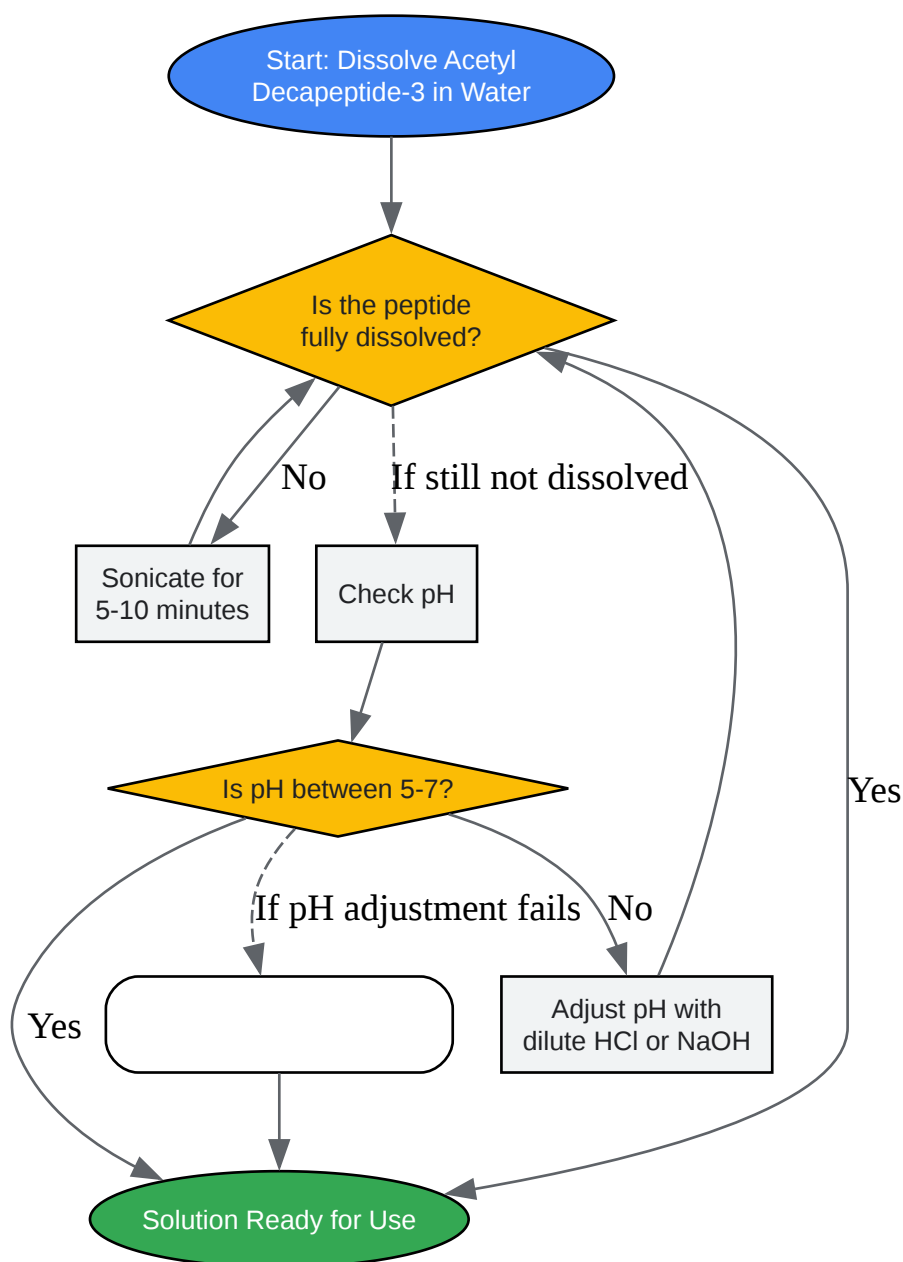 Start: Dissolve Acetyl
Decapeptide-3 in Water
Is the peptide
fully dissolved?
No
If still not dissolved
Sonicate for
5-10 minutes
Check pH
Is pH between 5-7?
Yes
If pH adjustment fails
No
Yes
Adjust pH with
dilute HCl or NaOH
Solution Ready for Use